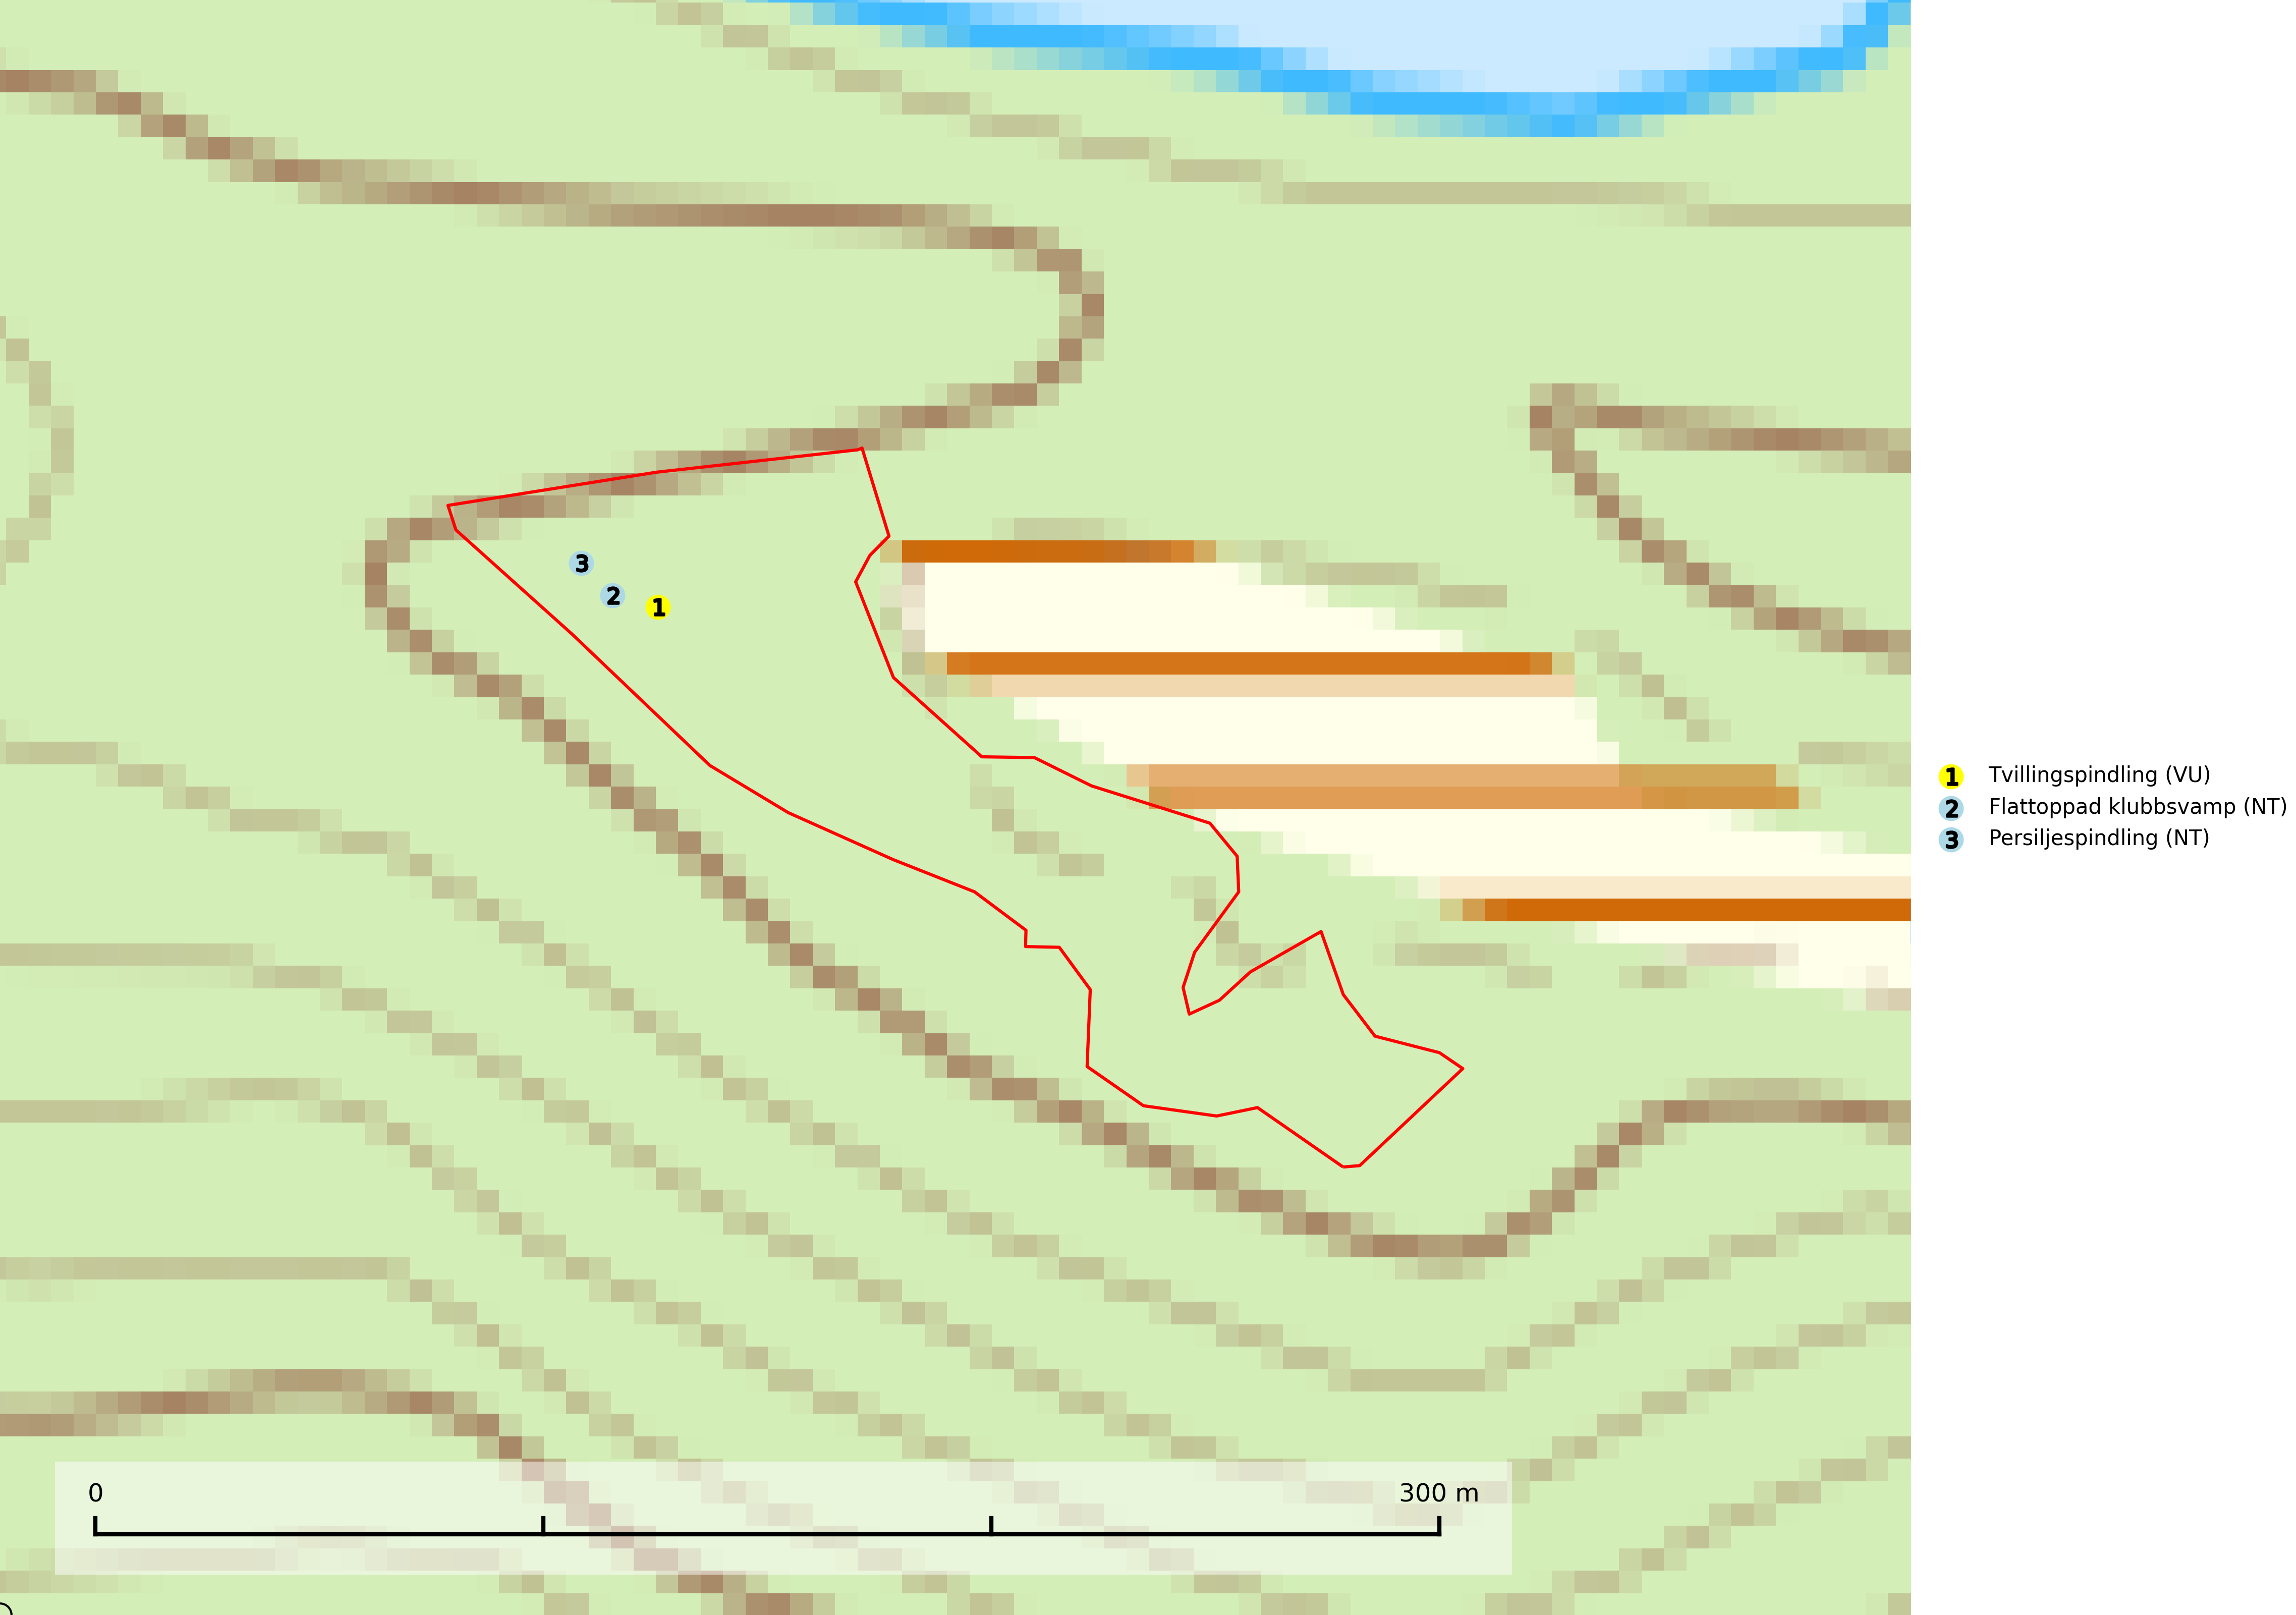 3
2
1
1 Tvillingspindling (VU)
2 Flattoppad klubbsvamp (NT)
3 Persiljespindling (NT)
0 300 m